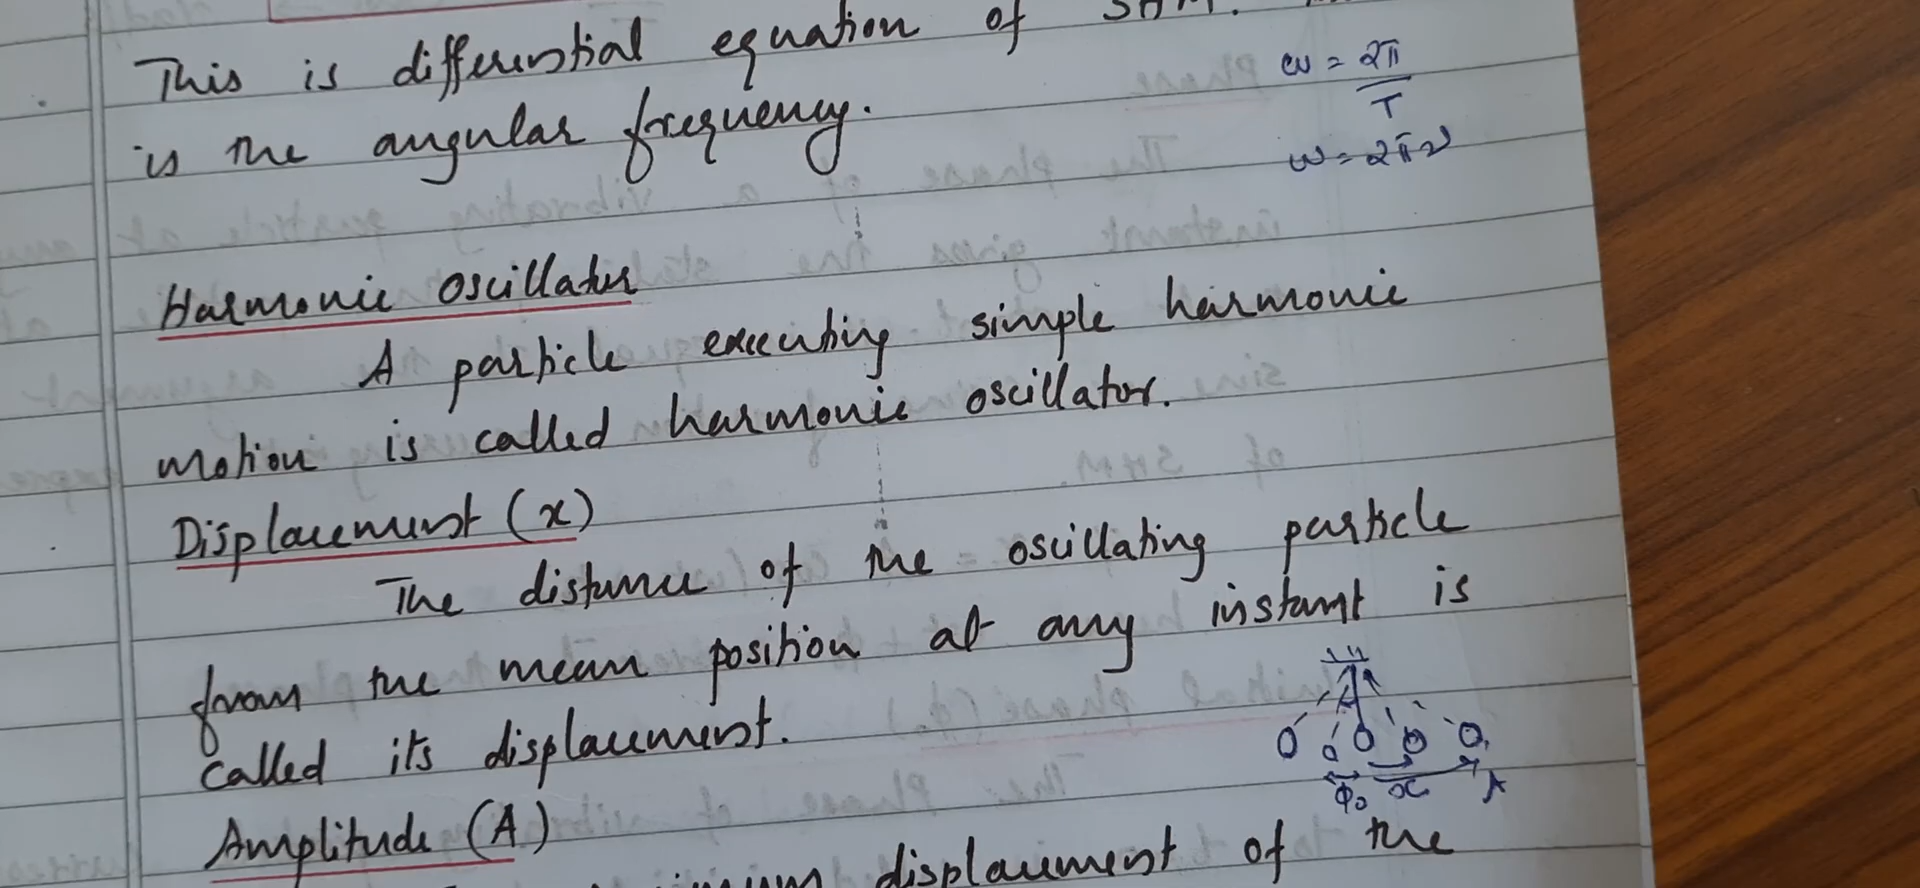 This is differential equation of SHM.
is the angular frequency.
ω = 2π
T
ω = 2πν
Harmonic oscillator
A particle executing simple harmonic
motion is called harmonic oscillator.
Displacement (x)
The distance of the oscillating particle
from the mean position at any instant is
called its displacement.
ϕ₀ x A
Amplitude (A)
displacement of the